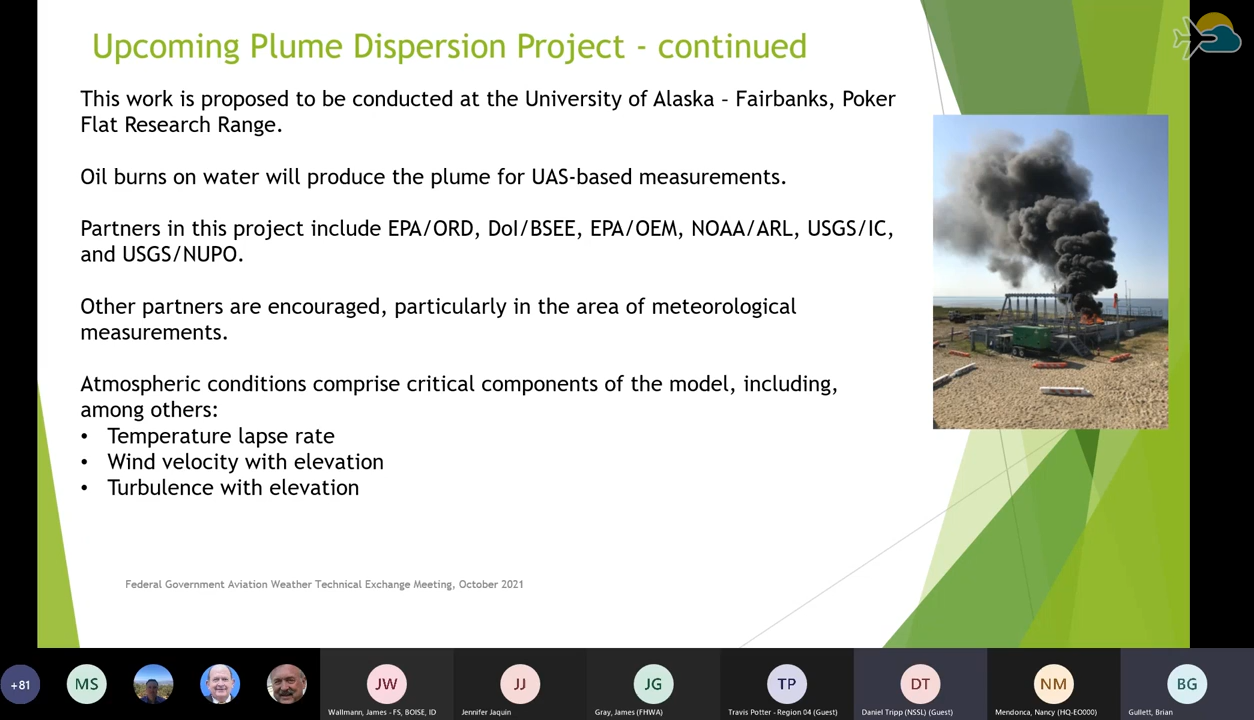 Upcoming Plume Dispersion Project - continued
This work is proposed to be conducted at the University of Alaska – Fairbanks, Poker
Flat Research Range.
Oil burns on water will produce the plume for UAS-based measurements.
Partners in this project include EPA/ORD, DoI/BSEE, EPA/OEM, NOAA/ARL, USGS/IC,
and USGS/NUPO.
Other partners are encouraged, particularly in the area of meteorological
measurements.
Atmospheric conditions comprise critical components of the model, including,
among others:
• Temperature lapse rate
• Wind velocity with elevation
• Turbulence with elevation
Federal Government Aviation Weather Technical Exchange Meeting, October 2021
+81
MS
JW
JJ
JG
TP
DT
NM
BG
Wallmann, James - FS, BOISE, ID
Jennifer Jaquin
Gray, James (FHWA)
Travis Potter - Region 04 (Guest)
Daniel Tripp (NSSL) (Guest)
Mendonca, Nancy (HQ-EO000)
Gullett, Brian